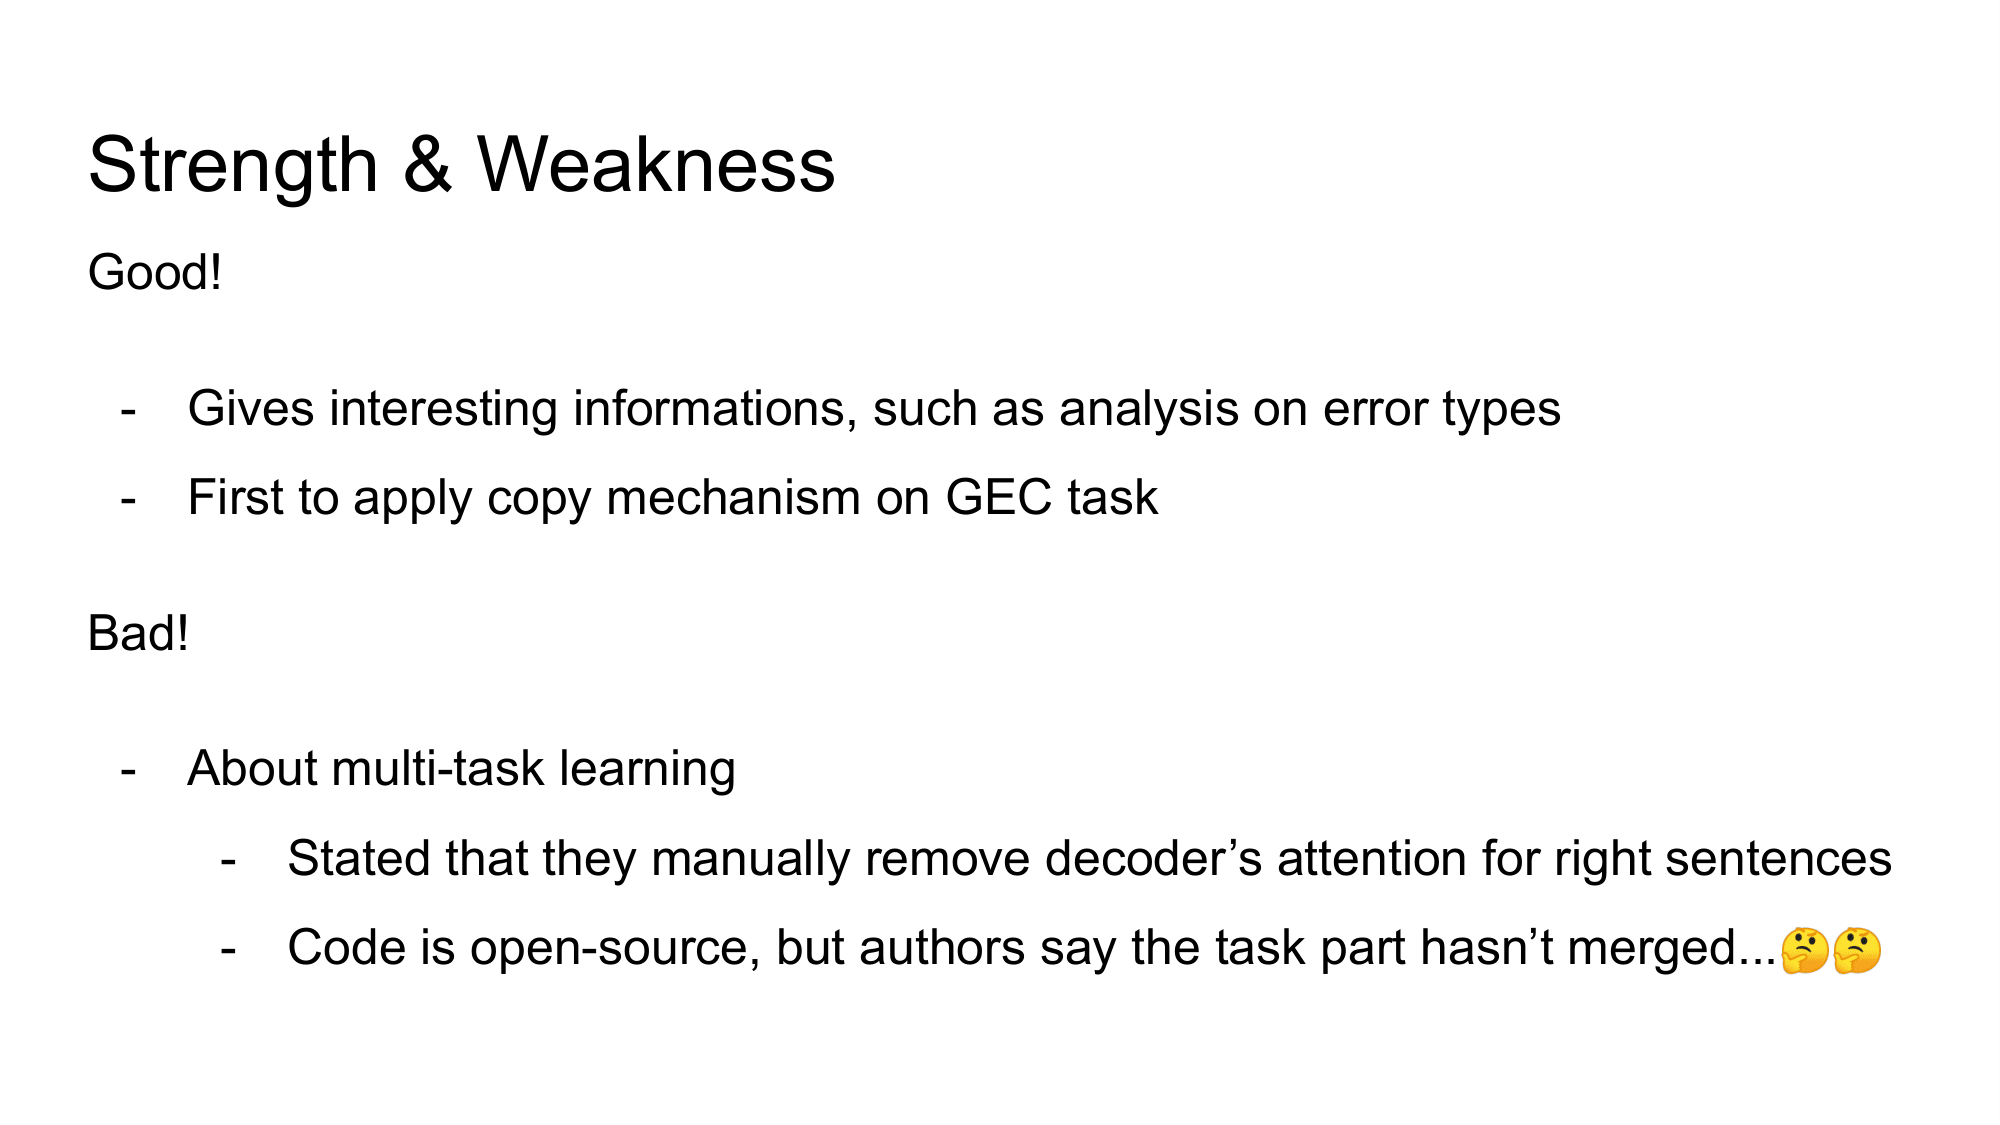 Strength & Weakness
Good!
- Gives interesting informations, such as analysis on error types
- First to apply copy mechanism on GEC task
Bad!
- About multi-task learning
- Stated that they manually remove decoder’s attention for right sentences
- Code is open-source, but authors say the task part hasn’t merged...🤔🤔